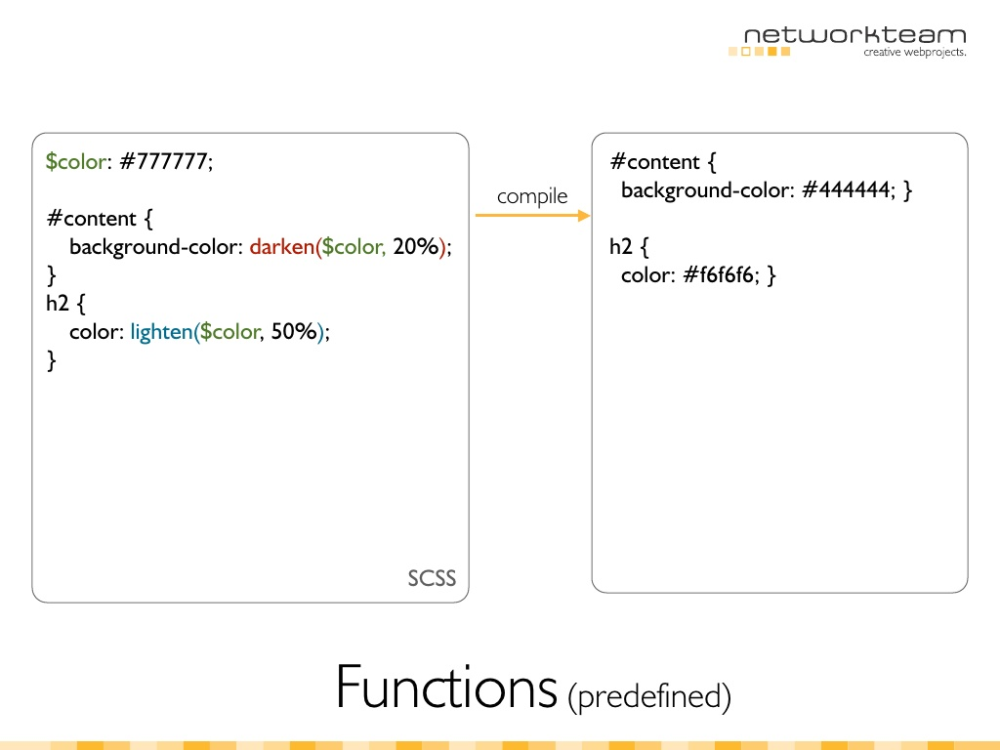 networkteam
creative webprojects.
$color: #777777;
#content {
background-color: darken($color, 20%);
}
h2 {
color: lighten($color, 50%);
}
SCSS
compile
#content {
background-color: #444444; }
h2 {
color: #f6f6f6; }
Functions (predefined)